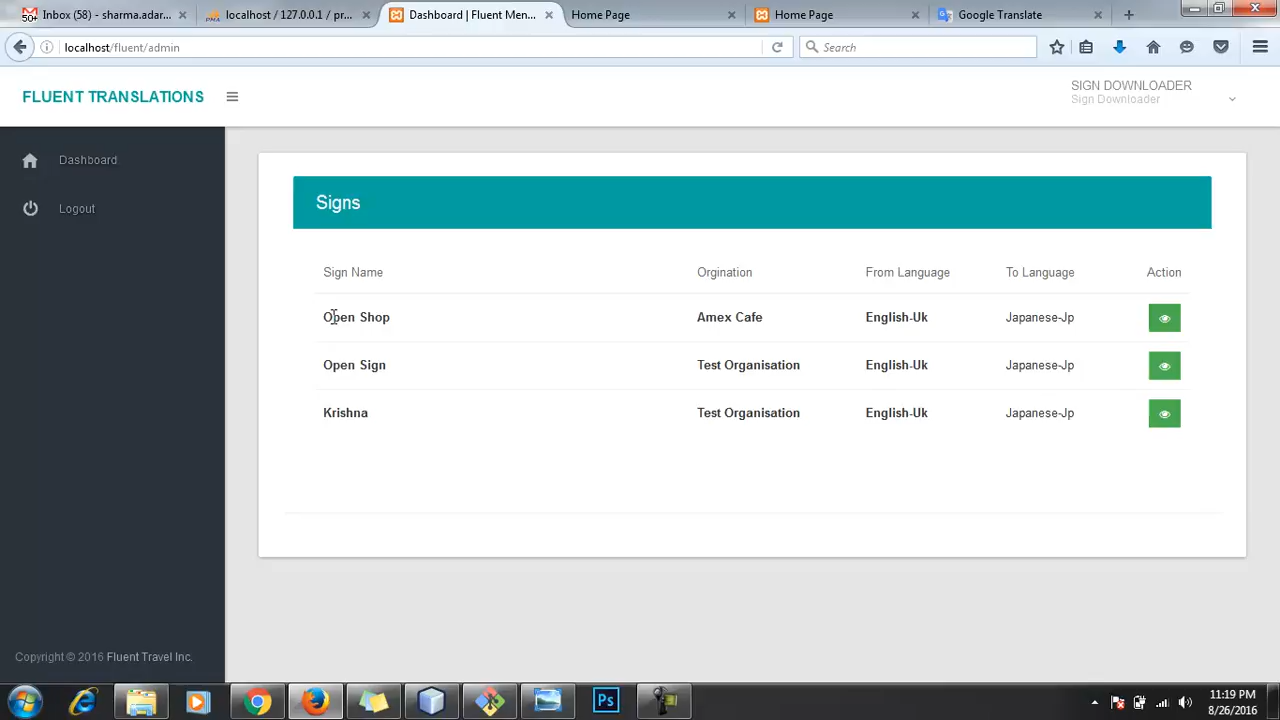 Inbox (58) - sharma.adar...
localhost / 127.0.0.1 / pr...
Dashboard | Fluent Men...
Home Page
Home Page
Google Translate
localhost/fluent/admin
Search
FLUENT TRANSLATIONS
SIGN DOWNLOADER
Sign Downloader
Dashboard
Logout
Signs
Sign Name Orgination From Language To Language Action
Open Shop Amex Cafe English-Uk Japanese-Jp
Open Sign Test Organisation English-Uk Japanese-Jp
Krishna Test Organisation English-Uk Japanese-Jp
Copyright © 2016 Fluent Travel Inc.
Ps
11:19 PM
8/26/2016